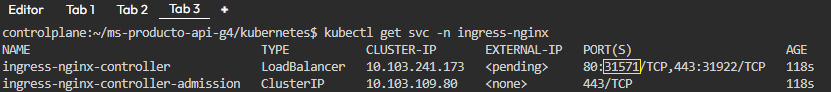 Editor Tab 1 Tab 2 Tab 3 +
controlplane:~/ms-producto-api-g4/kubernetes$ kubectl get svc -n ingress-nginx
NAME TYPE CLUSTER-IP EXTERNAL-IP PORT(S) AGE
ingress-nginx-controller LoadBalancer 10.103.241.173 <pending> 80:31571/TCP,443:31922/TCP 118s
ingress-nginx-controller-admission ClusterIP 10.103.109.80 <none> 443/TCP 118s